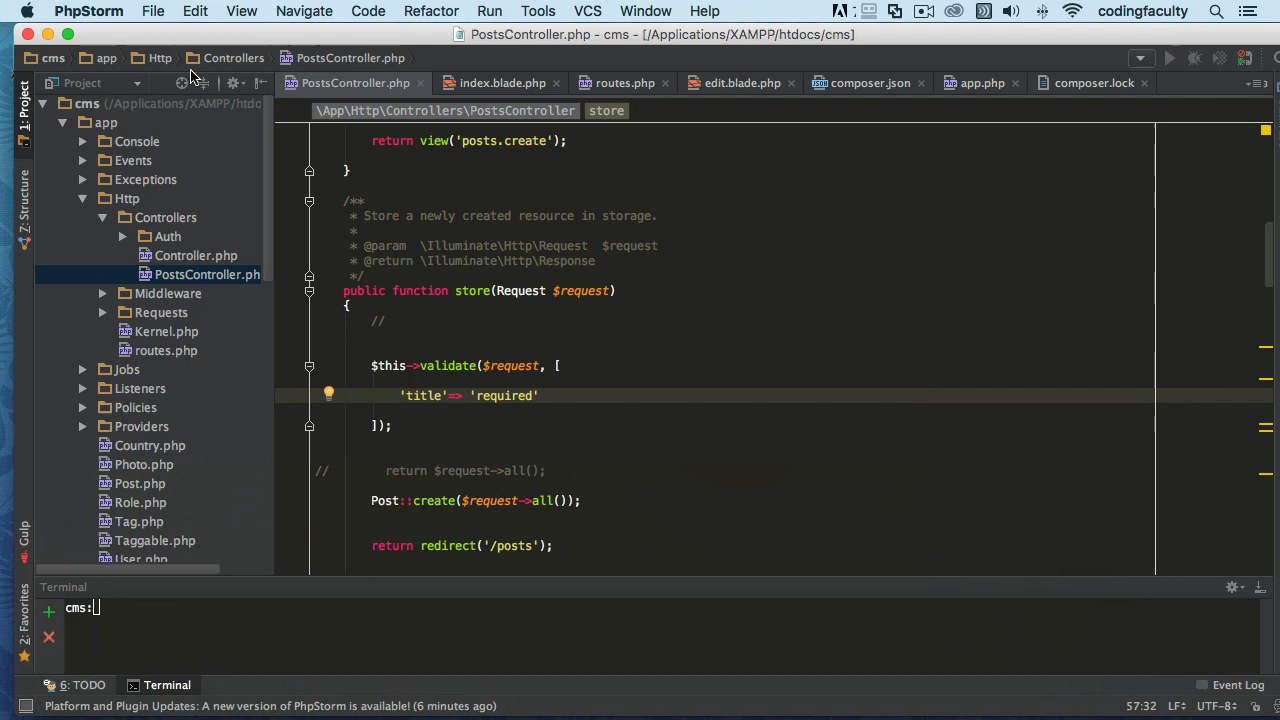 PhpStorm File Edit View Navigate Code Refactor Run Tools VCS Window Help codingfaculty
PostsController.php - cms - [/Applications/XAMPP/htdocs/cms]
cms app Http Controllers PostsController.php
Project
PostsController.php index.blade.php routes.php edit.blade.php composer.json app.php composer.lock
1: Project
Z: Structure
Gulp
2: Favorites
cms (/Applications/XAMPP/htdo
app
Console
Events
Exceptions
Http
Controllers
Auth
Controller.php
PostsController.ph
Middleware
Requests
Kernel.php
routes.php
Jobs
Listeners
Policies
Providers
Country.php
Photo.php
Post.php
Role.php
Tag.php
Taggable.php
User.php
\App\Http\Controllers\PostsController store
return view('posts.create');
}
/**
* Store a newly created resource in storage.
*
* @param \Illuminate\Http\Request $request
* @return \Illuminate\Http\Response
*/
public function store(Request $request)
{
//
$this->validate($request, [
'title'=> 'required'
]);
// return $request->all();
Post::create($request->all());
return redirect('/posts');
Terminal
cms:
6: TODO Terminal Event Log
Platform and Plugin Updates: A new version of PhpStorm is available! (6 minutes ago) 57:32 LF UTF-8